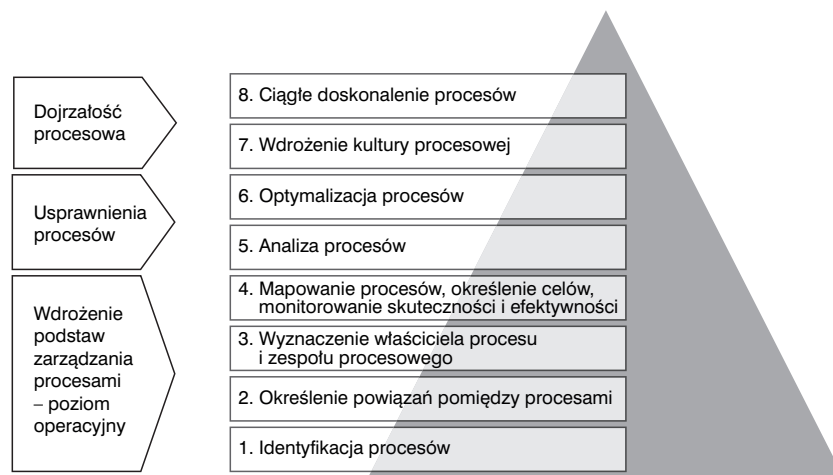 Dojrzałość
procesowa
8. Ciągłe doskonalenie procesów
7. Wdrożenie kultury procesowej
Usprawnienia
procesów
6. Optymalizacja procesów
5. Analiza procesów
Wdrożenie
podstaw
zarządzania
procesami
– poziom
operacyjny
4. Mapowanie procesów, określenie celów,
monitorowanie skuteczności i efektywności
3. Wyznaczenie właściciela procesu
i zespołu procesowego
2. Określenie powiązań pomiędzy procesami
1. Identyfikacja procesów